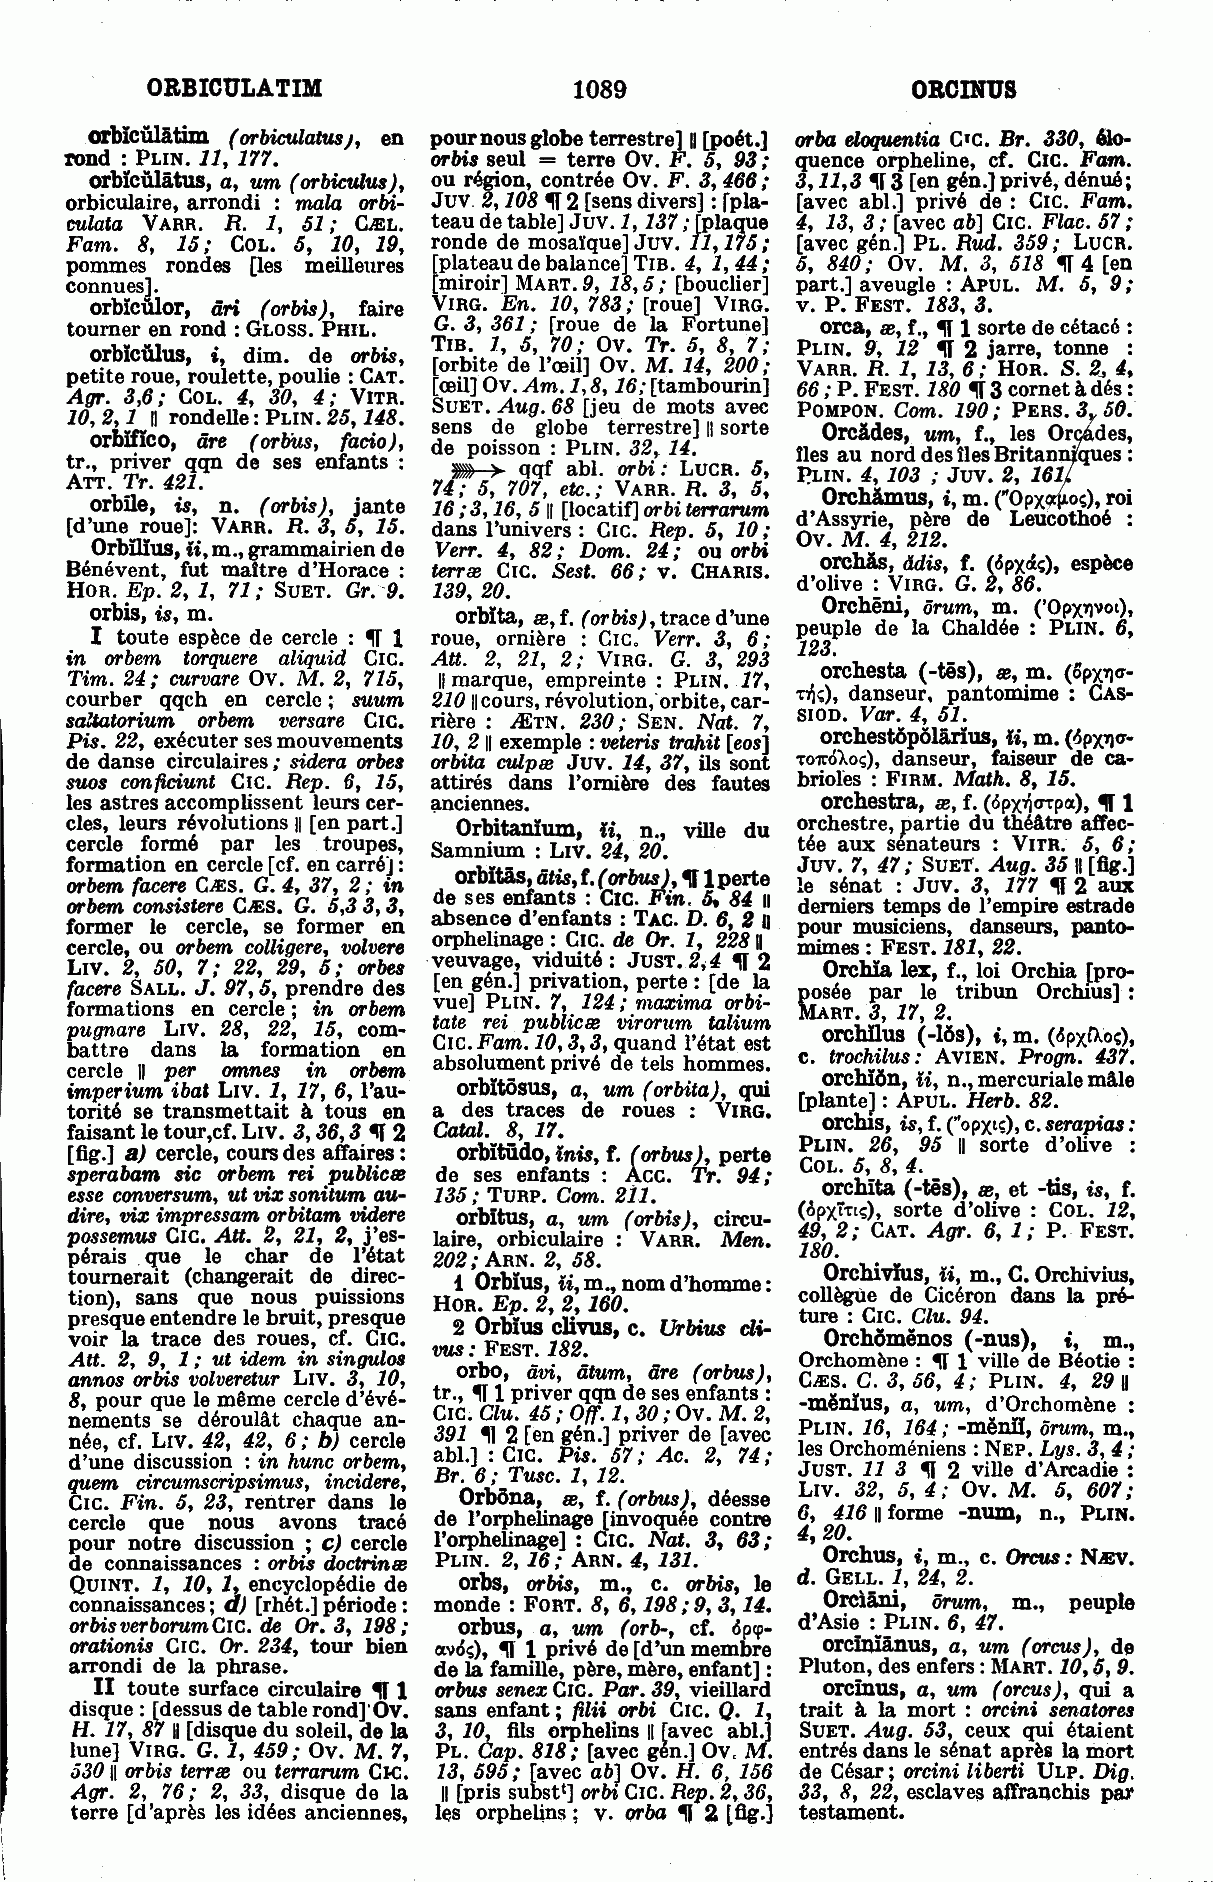 ORBICULATIM 1089 ORCINUS
orbĭcŭlātim (orbiculatus), en
rond : PLIN. 11, 177.
orbĭcŭlātus, a, um (orbiculus),
orbiculaire, arrondi : mala orbi-
culata VARR. R. 1, 51; CÆL.
Fam. 8, 15; COL. 5, 10, 19,
pommes rondes [les meilleures
connues].
orbĭcŭlor, āri (orbis), faire
tourner en rond : GLOSS. PHIL.
orbĭcŭlus, i, dim. de orbis,
petite roue, roulette, poulie : CAT.
Agr. 3,6; COL. 4, 30, 4; VITR.
10, 2, 1 || rondelle : PLIN. 25, 148.
orbĭfĭco, āre (orbus, facio),
tr., priver qqn de ses enfants :
ATT. Tr. 421.
orbīle, is, n. (orbis), jante
[d'une roue]: VARR. R. 3, 5, 15.
Orbĭlĭus, ĭi, m., grammairien de
Bénévent, fut maître d'Horace :
HOR. Ep. 2, 1, 71; SUET. Gr. 9.
orbis, is, m.
I toute espèce de cercle : ¶ 1
in orbem torquere aliquid CIC.
Tim. 24; curvare OV. M. 2, 715,
courber qqch en cercle; suum
saltatorium orbem versare CIC.
Pis. 22, exécuter ses mouvements
de danse circulaires; sidera orbes
suos conficiunt CIC. Rep. 6, 15,
les astres accomplissent leurs cer-
cles, leurs révolutions || [en part.]
cercle formé par les troupes,
formation en cercle [cf. en carré]:
orbem facere CÆS. G. 4, 37, 2; in
orbem consistere CÆS. G. 5,3 3, 3,
former le cercle, se former en
cercle, ou orbem colligere, volvere
LIV. 2, 50, 7; 22, 29, 5; orbes
facere SALL. J. 97, 5, prendre des
formations en cercle; in orbem
pugnare LIV. 28, 22, 15, com-
battre dans la formation en
cercle || per omnes in orbem
imperium ibat LIV. 1, 17, 6, l'au-
torité se transmettait à tous en
faisant le tour,cf. LIV. 3, 36, 3 ¶ 2
[fig.] a) cercle, cours des affaires :
sperabam sic orbem rei publicæ
esse conversum, ut vix sonitum au-
dire, vix impressam orbitam videre
possemus CIC. Att. 2, 21, 2, j'es-
pérais que le char de l'état
tournerait (changerait de direc-
tion), sans que nous puissions
presque entendre le bruit, presque
voir la trace des roues, cf. CIC.
Att. 2, 9, 1; ut idem in singulos
annos orbis volveretur LIV. 3, 10,
8, pour que le même cercle d'évé-
nements se déroulât chaque an-
née, cf. LIV. 42, 42, 6; b) cercle
d'une discussion : in hunc orbem,
quem circumscripsimus, incidere,
CIC. Fin. 5, 23, rentrer dans le
cercle que nous avons tracé
pour notre discussion ; c) cercle
de connaissances : orbis doctrinæ
QUINT. 1, 10, 1, encyclopédie de
connaissances; d) [rhét.] période :
orbis verborum CIC. de Or. 3, 198;
orationis CIC. Or. 234, tour bien
arrondi de la phrase.
II toute surface circulaire ¶ 1
disque : [dessus de table rond] OV.
H. 17, 87 || [disque du soleil, de la
lune] VIRG. G. 1, 459; OV. M. 7,
530 || orbis terræ ou terrarum CIC.
Agr. 2, 76; 2, 33, disque de la
terre [d'après les idées anciennes,
pour nous globe terrestre] || [poét.]
orbis seul = terre OV. F. 5, 93;
ou région, contrée OV. F. 3, 466;
JUV. 2, 108 ¶ 2 [sens divers] : [pla-
teau de table] JUV. 1, 137; [plaque
ronde de mosaïque] JUV. 11, 175;
[plateau de balance] TIB. 4, 1, 44;
[miroir] MART. 9, 18, 5; [bouclier]
VIRG. En. 10, 783; [roue] VIRG.
G. 3, 361; [roue de la Fortune]
TIB. 1, 5, 70; OV. Tr. 5, 8, 7;
[orbite de l'œil] OV. M. 14, 200;
[œil] OV. Am. 1, 8, 16; [tambourin]
SUET. Aug. 68 [jeu de mots avec
sens de globe terrestre] || sorte
de poisson : PLIN. 32, 14.
⟶ qqf abl. orbi : LUCR. 5,
74; 5, 707, etc.; VARR. R. 3, 5,
16; 3, 16, 5 || [locatif] orbi terrarum
dans l'univers : CIC. Rep. 5, 10;
Verr. 4, 82; Dom. 24; ou orbi
terræ CIC. Sest. 66; v. CHARIS.
139, 20.
orbĭta, æ, f. (orbis), trace d'une
roue, ornière : CIC. Verr. 3, 6;
Att. 2, 21, 2; VIRG. G. 3, 293
|| marque, empreinte : PLIN. 17,
210 || cours, révolution, orbite, car-
rière : ÆTN. 230; SEN. Nat. 7,
10, 2 || exemple : veteris trahit [eos]
orbita culpæ JUV. 14, 37, ils sont
attirés dans l'ornière des fautes
anciennes.
Orbitanĭum, ĭi, n., ville du
Samnium : LIV. 24, 20.
orbĭtās, ātis, f. (orbus), ¶ 1 perte
de ses enfants : CIC. Fin. 5, 84 ||
absence d'enfants : TAC. D. 6, 2 ||
orphelinage : CIC. de Or. 1, 228 ||
veuvage, viduité : JUST. 2, 4 ¶ 2
[en gén.] privation, perte : [de la
vue] PLIN. 7, 124; maxima orbi-
tate rei publicæ virorum talium
CIC. Fam. 10, 3, 3, quand l'état est
absolument privé de tels hommes.
orbĭtōsus, a, um (orbita), qui
a des traces de roues : VIRG.
Catal. 8, 17.
orbĭtūdo, ĭnis, f. (orbus), perte
de ses enfants : ACC. Tr. 94;
135; TURP. Com. 211.
orbĭtus, a, um (orbis), circu-
laire, orbiculaire : VARR. Men.
202; ARN. 2, 58.
1 Orbĭus, ĭi, m., nom d'homme :
HOR. Ep. 2, 2, 160.
2 Orbĭus clivus, c. Urbius cli-
vus : FEST. 182.
orbo, āvi, ātum, āre (orbus),
tr., ¶ 1 priver qqn de ses enfants :
CIC. Clu. 45; Off. 1, 30; OV. M. 2,
391 ¶ 2 [en gén.] priver de [avec
abl.] : CIC. Pis. 57; Ac. 2, 74;
Br. 6; Tusc. 1, 12.
Orbōna, æ, f. (orbus), déesse
de l'orphelinage [invoquée contre
l'orphelinage] : CIC. Nat. 3, 63;
PLIN. 2, 16; ARN. 4, 131.
orbs, orbis, m., c. orbis, le
monde : FORT. 8, 6, 198; 9, 3, 14.
orbus, a, um (orb-, cf. ὀρφ-
ανός), ¶ 1 privé de [d'un membre
de la famille, père, mère, enfant] :
orbus senex CIC. Par. 39, vieillard
sans enfant; filii orbi CIC. Q. 1,
3, 10, fils orphelins || [avec abl.]
PL. Cap. 818; [avec gén.] OV. M.
13, 595; [avec ab] OV. H. 6, 156
|| [pris substᵗ] orbi CIC. Rep. 2, 36,
les orphelins; v. orba ¶ 2 [fig.]
orba eloquentia CIC. Br. 330, élo-
quence orpheline, cf. CIC. Fam.
3, 11, 3 ¶ 3 [en gén.] privé, dénué;
[avec abl.] privé de : CIC. Fam.
4, 13, 3; [avec ab] CIC. Flac. 57;
[avec gén.] PL. Rud. 359; LUCR.
5, 840; OV. M. 3, 518 ¶ 4 [en
part.] aveugle : APUL. M. 5, 9;
v. P. FEST. 183, 3.
orca, æ, f., ¶ 1 sorte de cétacé :
PLIN. 9, 12 ¶ 2 jarre, tonne :
VARR. R. 1, 13, 6; HOR. S. 2, 4,
66; P. FEST. 180 ¶ 3 cornet à dés :
POMPON. Com. 190; PERS. 3, 50.
Orcădes, um, f., les Orcades,
îles au nord des îles Britanniques :
PLIN. 4, 103 ; JUV. 2, 161.
Orchămus, i, m. (Ὄρχαμος), roi
d'Assyrie, père de Leucothoé :
OV. M. 4, 212.
orchăs, ădis, f. (ὀρχάς), espèce
d'olive : VIRG. G. 2, 86.
Orchēni, ōrum, m. (Ὀρχηνοι),
peuple de la Chaldée : PLIN. 6,
123.
orchesta (-tēs), æ, m. (ὀρχησ-
τής), danseur, pantomime : CAS-
SIOD. Var. 4, 51.
orchestŏpŏlārĭus, ĭi, m. (ὀρχησ-
τοπόλος), danseur, faiseur de ca-
brioles : FIRM. Math. 8, 15.
orchestra, æ, f. (ὀρχήστρα), ¶ 1
orchestre, partie du théâtre affec-
tée aux sénateurs : VITR. 5, 6;
JUV. 7, 47; SUET. Aug. 35 || [fig.]
le sénat : JUV. 3, 177 ¶ 2 aux
derniers temps de l'empire estrade
pour musiciens, danseurs, panto-
mimes : FEST. 181, 22.
Orchĭa lex, f., loi Orchia [pro-
posée par le tribun Orchius] :
MART. 3, 17, 2.
orchĭlus (-lŏs), i, m. (ὀρχίλος),
c. trochilus : AVIEN. Progn. 437.
orchĭŏn, ĭi, n., mercuriale mâle
[plante] : APUL. Herb. 82.
orchis, is, f. (ὄρχις), c. serapias :
PLIN. 26, 95 || sorte d'olive :
COL. 5, 8, 4.
orchīta (-tēs), æ, et -tis, is, f.
(ὀρχῖτις), sorte d'olive : COL. 12,
49, 2; CAT. Agr. 6, 1; P. FEST.
180.
Orchivĭus, ĭi, m., C. Orchivius,
collègue de Cicéron dans la pré-
ture : CIC. Clu. 94.
Orchŏmĕnos (-nus), i, m.,
Orchomène : ¶ 1 ville de Béotie :
CÆS. C. 3, 56, 4; PLIN. 4, 29 ||
-mĕnĭus, a, um, d'Orchomène :
PLIN. 16, 164; -mĕnĭi, ōrum, m.,
les Orchoméniens : NEP. Lys. 3, 4;
JUST. 11 3 ¶ 2 ville d'Arcadie :
LIV. 32, 5, 4; OV. M. 5, 607;
6, 416 || forme -num, n., PLIN.
4, 20.
Orchus, i, m., c. Orcus : NÆV.
d. GELL. 1, 24, 2.
Orciāni, ōrum, m., peuple
d'Asie : PLIN. 6, 47.
orcīnĭānus, a, um (orcus), de
Pluton, des enfers : MART. 10, 5, 9.
orcīnus, a, um (orcus), qui a
trait à la mort : orcini senatores
SUET. Aug. 53, ceux qui étaient
entrés dans le sénat après la mort
de César; orcini liberti ULP. Dig.
33, 8, 22, esclaves affranchis par
testament.